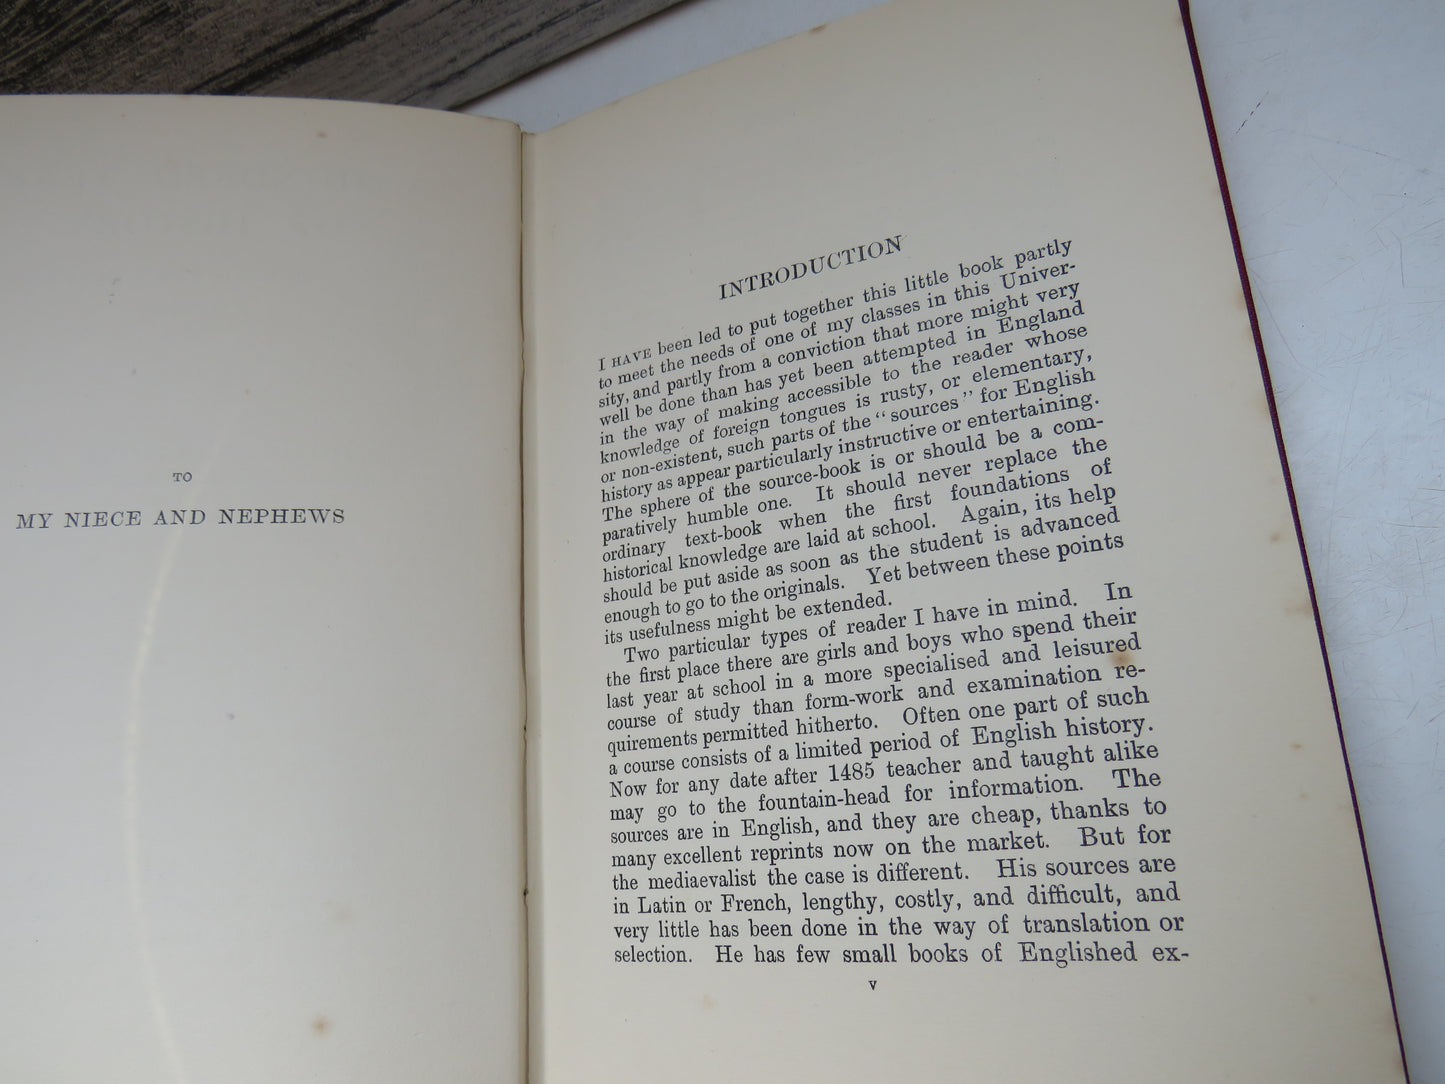 TO
MY NIECE AND NEPHEWS
INTRODUCTION
I HAVE been led to put together this little book partly
to meet the needs of one of my classes in this Univer-
sity, and partly from a conviction that more might very
well be done than has yet been attempted in England
in the way of making accessible to the reader whose
knowledge of foreign tongues is rusty, or elementary,
or non-existent, such parts of the "sources" for English
history as appear particularly instructive or entertaining.
The sphere of the source-book is or should be a com-
paratively humble one. It should never replace the
ordinary text-book when the first foundations of
historical knowledge are laid at school. Again, its help
should be put aside as soon as the student is advanced
enough to go to the originals. Yet between these points
its usefulness might be extended.
Two particular types of reader I have in mind. In
the first place there are girls and boys who spend their
last year at school in a more specialised and leisured
course of study than form-work and examination re-
quirements permitted hitherto. Often one part of such
a course consists of a limited period of English history.
Now for any date after 1485 teacher and taught alike
may go to the fountain-head for information. The
sources are in English, and they are cheap, thanks to
many excellent reprints now on the market. But for
the mediaevalist the case is different. His sources are
in Latin or French, lengthy, costly, and difficult, and
very little has been done in the way of translation or
selection. He has few small books of Englished ex-
v